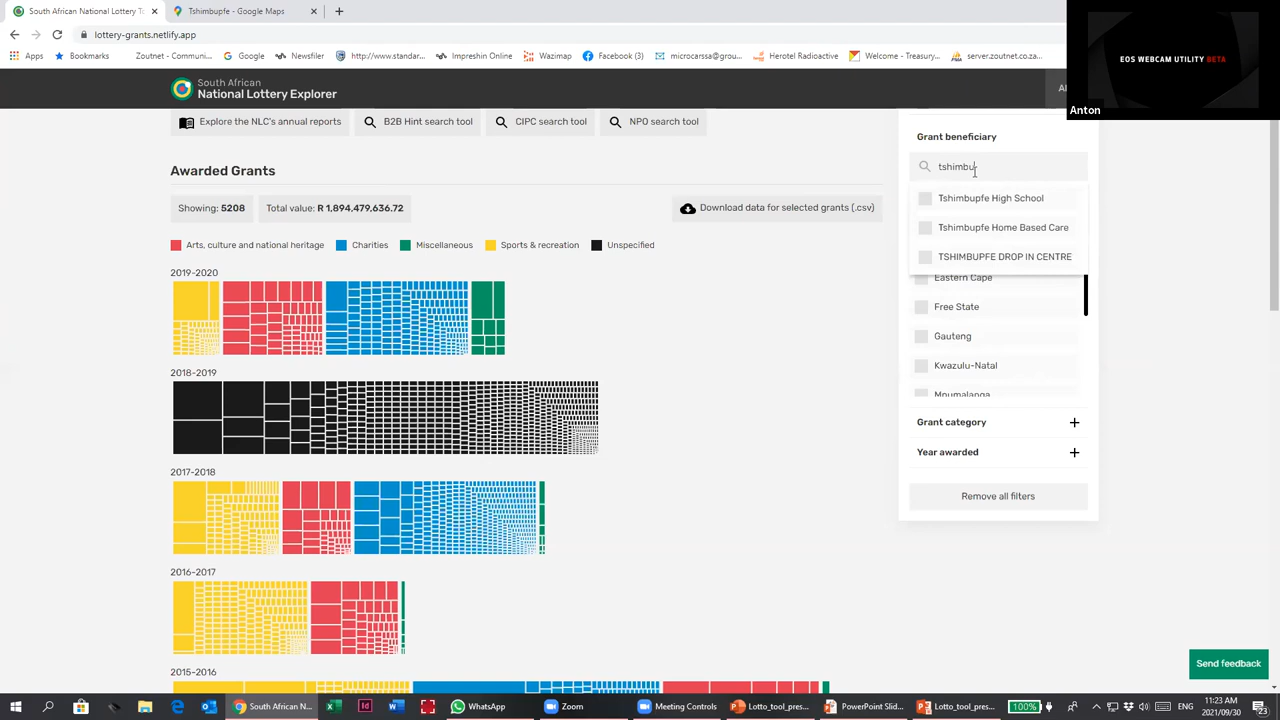 South African National Lottery To
Tshimbupfe - Google Maps
lottery-grants.netlify.app
Apps
Bookmarks
Zoutnet - Courrier
Google
Newsfiler
http://www.standar...
Impreshin Online
Wazimap
Facebook (3)
microcarssa@grou...
Herotel Radioactive
Welcome - Treasury...
server.zoutnet.co.za...
EOS WEBCAM UTILITY BETA
Anton
South African
National Lottery Explorer
Explore the NLC's annual reports
B2B Hint search tool
CIPC search tool
NPO search tool
Awarded Grants
Showing: 5208
Total value: R 1,894,479,636.72
Download data for selected grants (.csv)
Arts, culture and national heritage
Charities
Miscellaneous
Sports & recreation
Unspecified
2019-2020
2018-2019
2017-2018
2016-2017
2015-2016
Grant beneficiary
tshimbu
Tshimbupfe High School
Tshimbupfe Home Based Care
TSHIMBUPFE DROP IN CENTRE
Eastern Cape
Free State
Gauteng
Kwazulu-Natal
Mpumalanga
Grant category
Year awarded
Remove all filters
Send feedback
South African N...
WhatsApp
Zoom
Meeting Controls
Lotto_tool_pres...
PowerPoint Slid...
Lotto_tool_pres...
100%
ENG
11:23 AM
2021/09/30
23